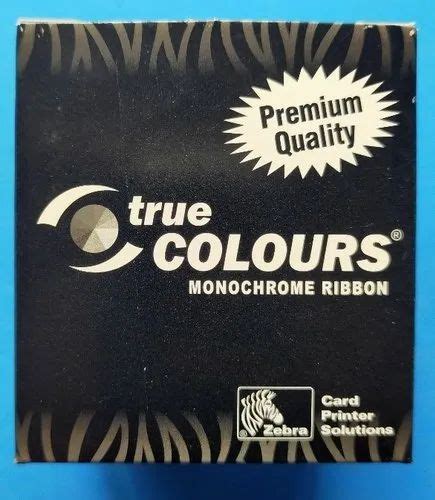 Premium
Quality
true
COLOURS®
MONOCHROME RIBBON
Zebra
Card
Printer
Solutions